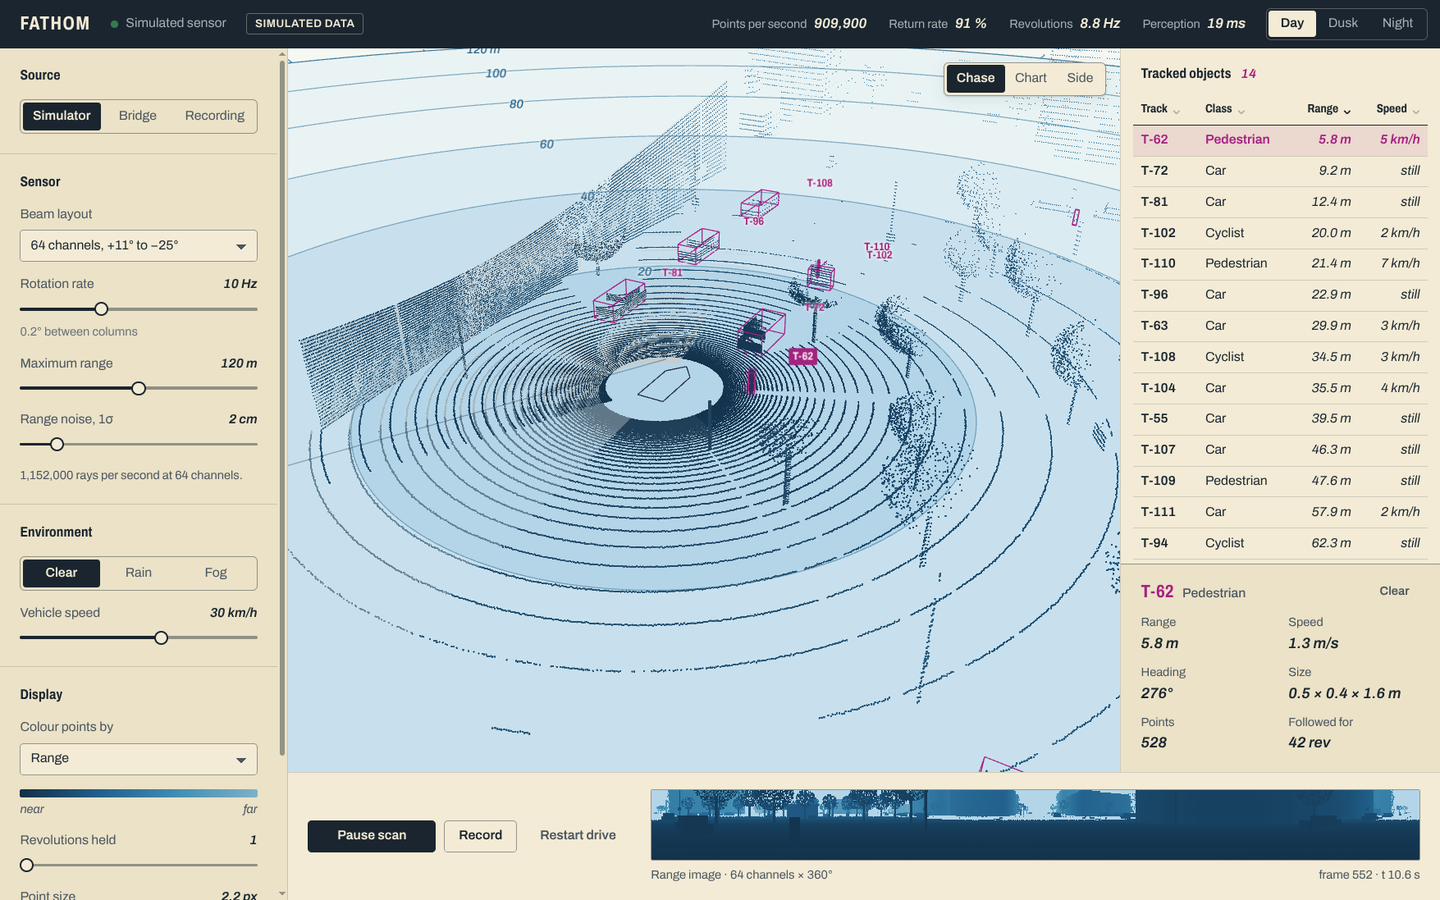 FATHOM
Simulated sensor
SIMULATED DATA
Points per second 909,900
Return rate 91 %
Revolutions 8.8 Hz
Perception 19 ms
Day
Dusk
Night
Source
Simulator
Bridge
Recording
Sensor
Beam layout
64 channels, +11° to −25°
Rotation rate 10 Hz
0.2° between columns
Maximum range 120 m
Range noise, 1σ 2 cm
1,152,000 rays per second at 64 channels.
Environment
Clear
Rain
Fog
Vehicle speed 30 km/h
Display
Colour points by
Range
near far
Revolutions held 1
Point size 2.2 px
120 m
100
80
60
40
20
Chase
Chart
Side
T-108
T-96
T-110
T-102
T-81
T-72
T-62
Tracked objects 14
Track Class Range Speed
T-62 Pedestrian 5.8 m 5 km/h
T-72 Car 9.2 m still
T-81 Car 12.4 m still
T-102 Cyclist 20.0 m 2 km/h
T-110 Pedestrian 21.4 m 7 km/h
T-96 Car 22.9 m still
T-63 Car 29.9 m 3 km/h
T-108 Cyclist 34.5 m 3 km/h
T-104 Car 35.5 m 4 km/h
T-55 Car 39.5 m still
T-107 Car 46.3 m still
T-109 Pedestrian 47.6 m still
T-111 Car 57.9 m 2 km/h
T-94 Cyclist 62.3 m still
T-62 Pedestrian
Clear
Range Speed
5.8 m 1.3 m/s
Heading Size
276° 0.5 × 0.4 × 1.6 m
Points Followed for
528 42 rev
Pause scan
Record
Restart drive
Range image · 64 channels × 360°
frame 552 · t 10.6 s